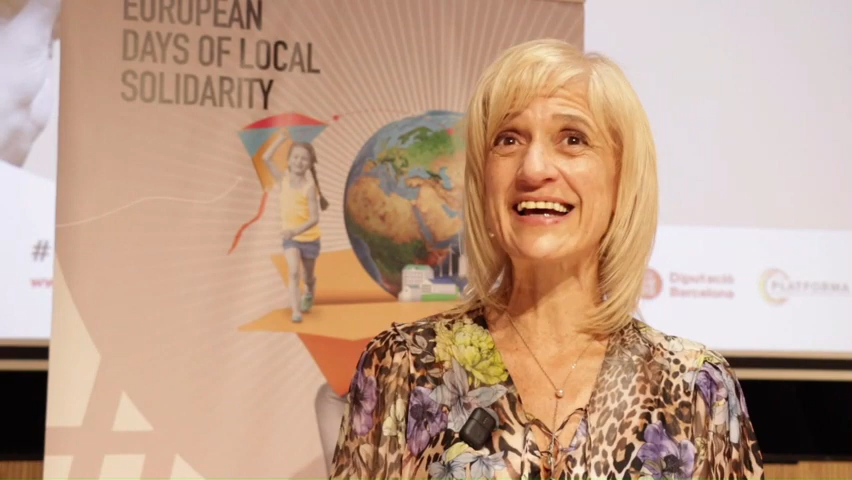 EUROPEAN
DAYS OF LOCAL
SOLIDARITY
#
Diputació
Barcelona
PLATFORMA